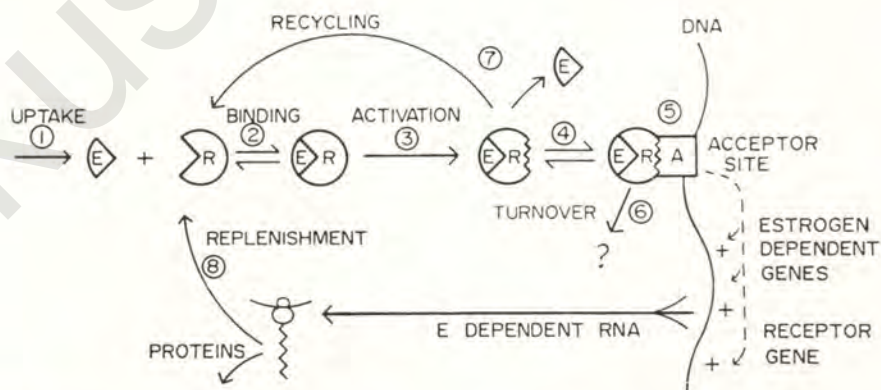 RECYCLING
DNA
⑦
E
UPTAKE
①
BINDING
②
ACTIVATION
③
④
⑤
E + R
E R
E R
E R A
ACCEPTOR
SITE
TURNOVER
⑥
?
REPLENISHMENT
⑧
ESTROGEN
+ DEPENDENT
GENES
+
E DEPENDENT RNA
PROTEINS
RECEPTOR
+ GENE